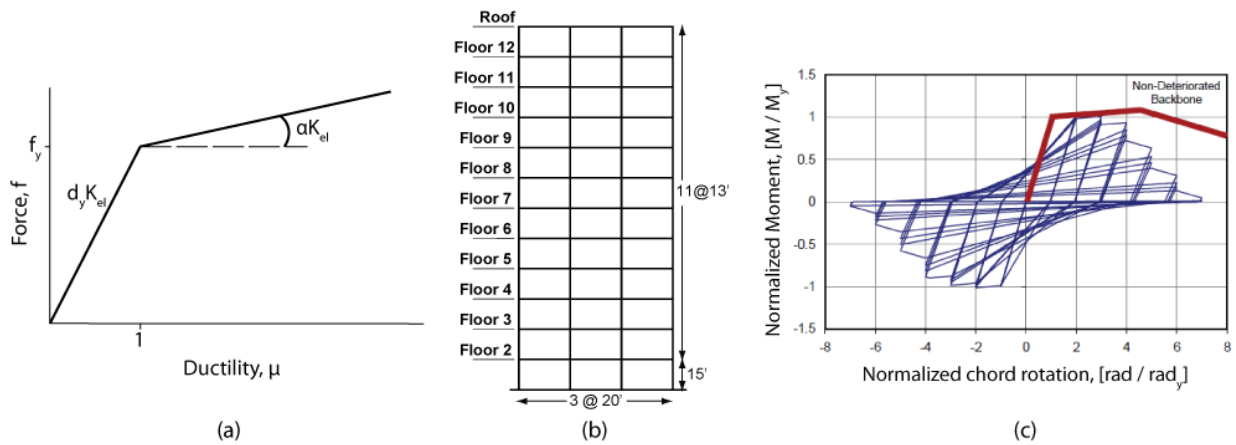 Force, f
f_y
d_yK_el
αK_el
1
Ductility, μ
(a)
Roof
Floor 12
Floor 11
Floor 10
Floor 9
Floor 8
Floor 7
Floor 6
Floor 5
Floor 4
Floor 3
Floor 2
11@13'
15'
3 @ 20'
(b)
Normalized Moment, [M / M_y]
1.5
1
0.5
0
-0.5
-1
-1.5
Non-Deteriorated
Backbone
-8 -6 -4 -2 0 2 4 6 8
Normalized chord rotation, [rad / rad_y]
(c)